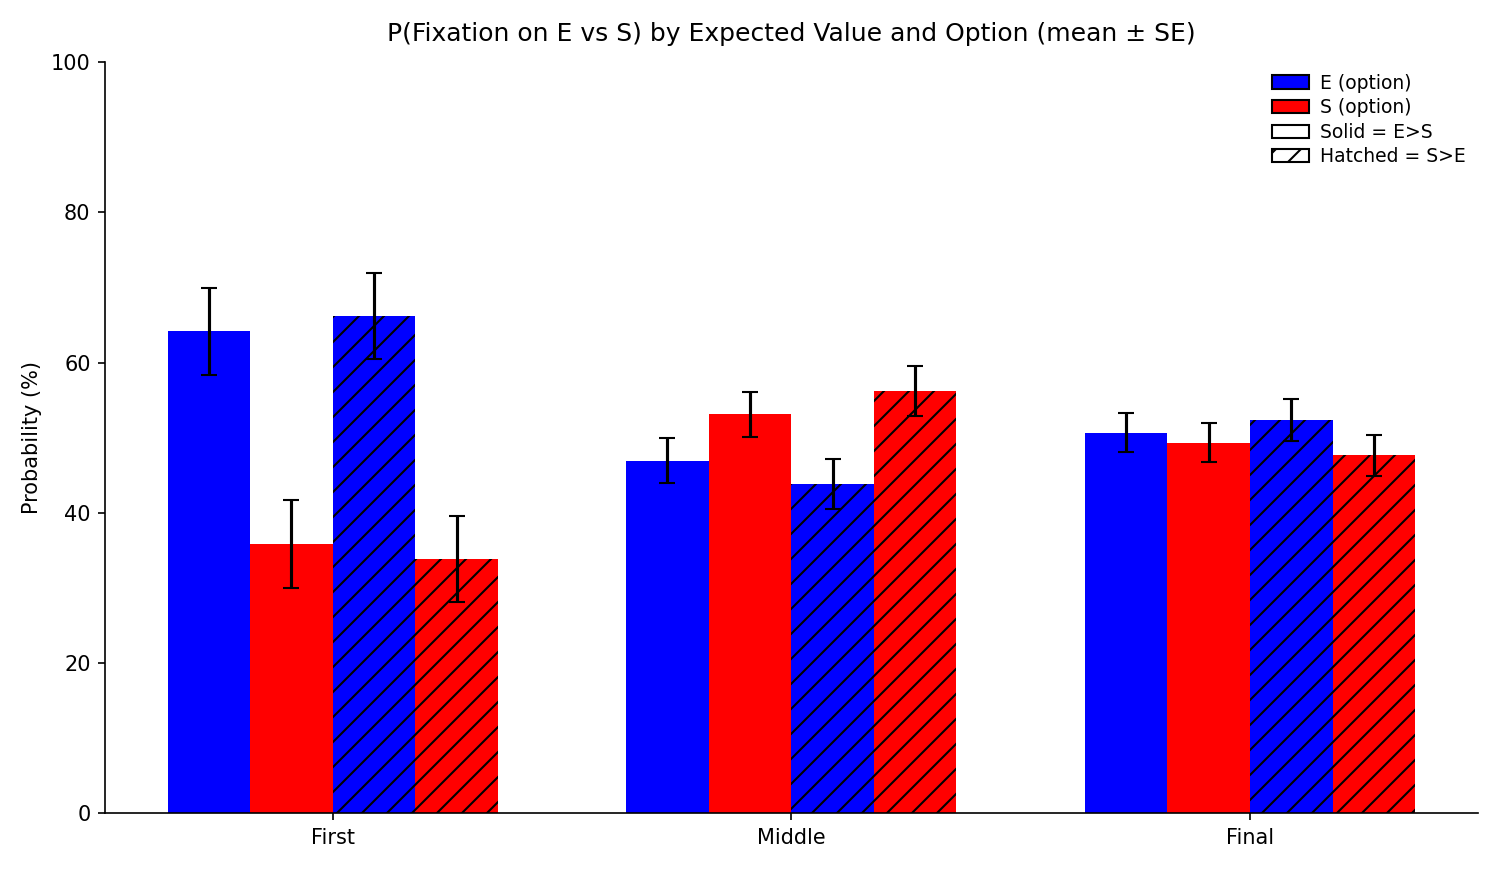 P(Fixation on E vs S) by Expected Value and Option (mean ± SE)
E (option)
S (option)
Solid = E>S
Hatched = S>E
Probability (%)
100
80
60
40
20
0
First
Middle
Final